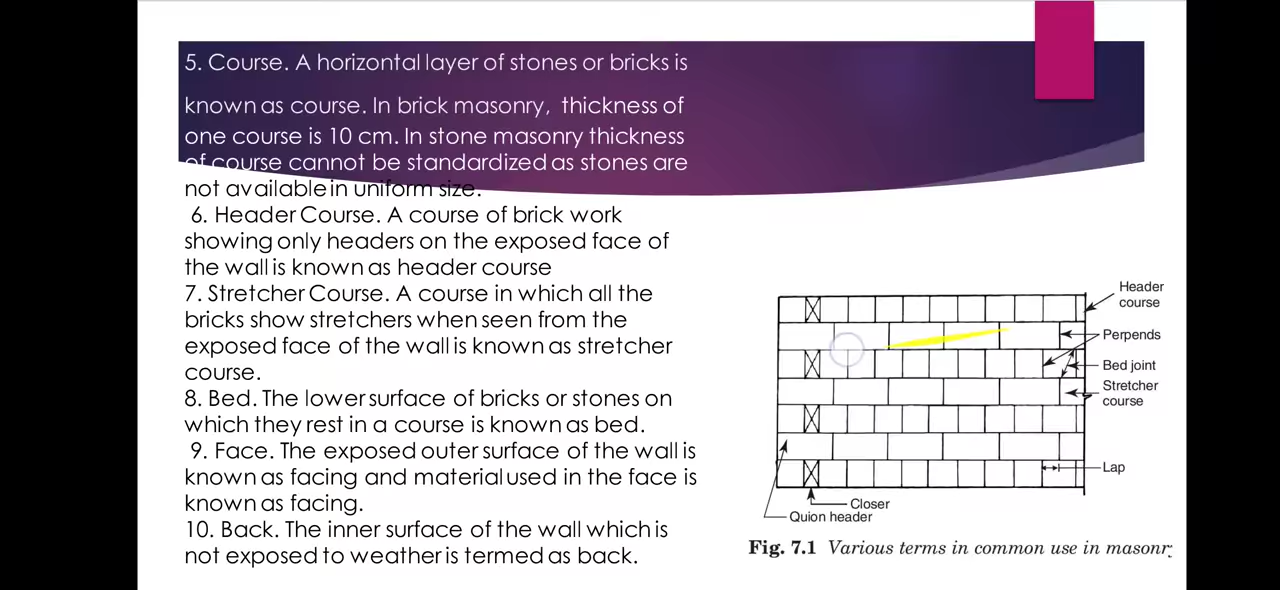 5. Course. A horizontal layer of stones or bricks is
known as course. In brick masonry, thickness of
one course is 10 cm. In stone masonry thickness
of course cannot be standardized as stones are
not available in uniform size.
6. Header Course. A course of brick work
showing only headers on the exposed face of
the wall is known as header course
7. Stretcher Course. A course in which all the
bricks show stretchers when seen from the
exposed face of the wall is known as stretcher
course.
8. Bed. The lower surface of bricks or stones on
which they rest in a course is known as bed.
9. Face. The exposed outer surface of the wall is
known as facing and material used in the face is
known as facing.
10. Back. The inner surface of the wall which is
not exposed to weather is termed as back.
Header
course
Perpends
Bed joint
Stretcher
course
Lap
Closer
Quion header
Fig. 7.1 Various terms in common use in masonry